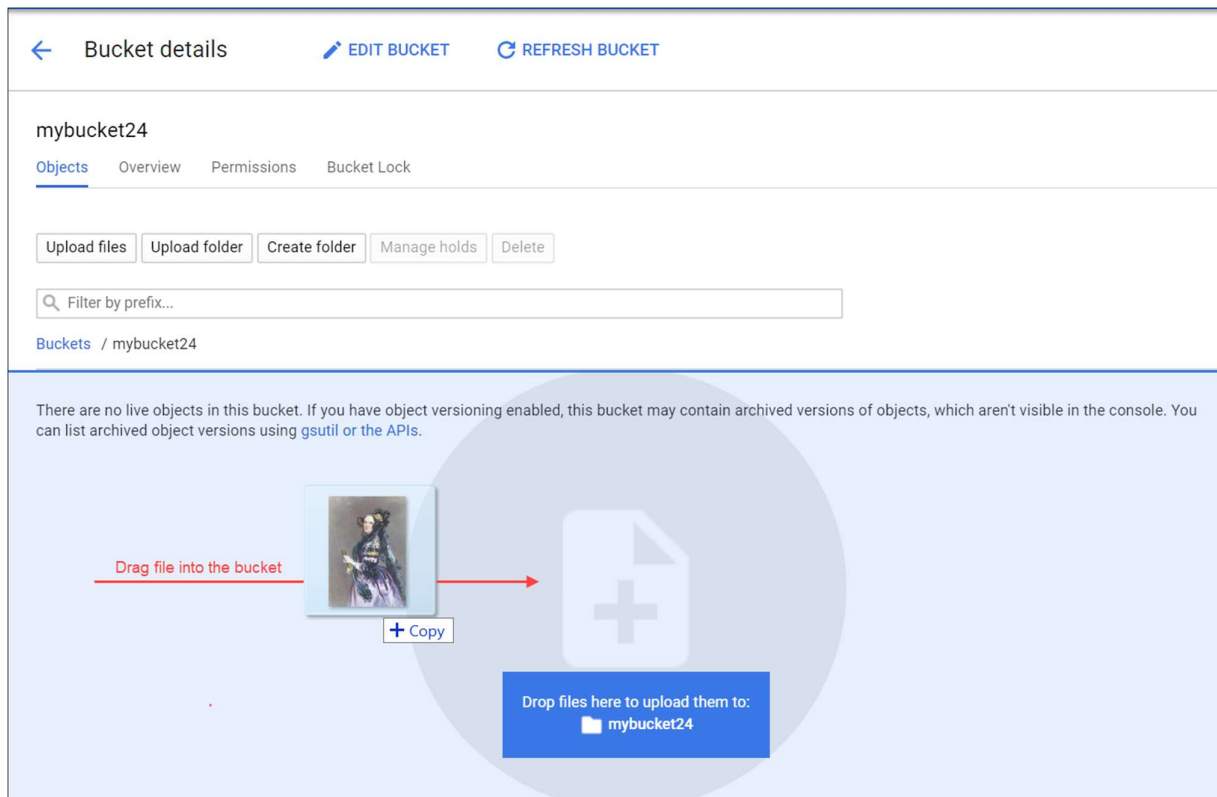 Bucket details
EDIT BUCKET
REFRESH BUCKET
mybucket24
Objects
Overview
Permissions
Bucket Lock
Upload files
Upload folder
Create folder
Manage holds
Delete
Filter by prefix...
Buckets / mybucket24
There are no live objects in this bucket. If you have object versioning enabled, this bucket may contain archived versions of objects, which aren't visible in the console. You
can list archived object versions using gsutil or the APIs.
Drag file into the bucket
+ Copy
Drop files here to upload them to:
mybucket24